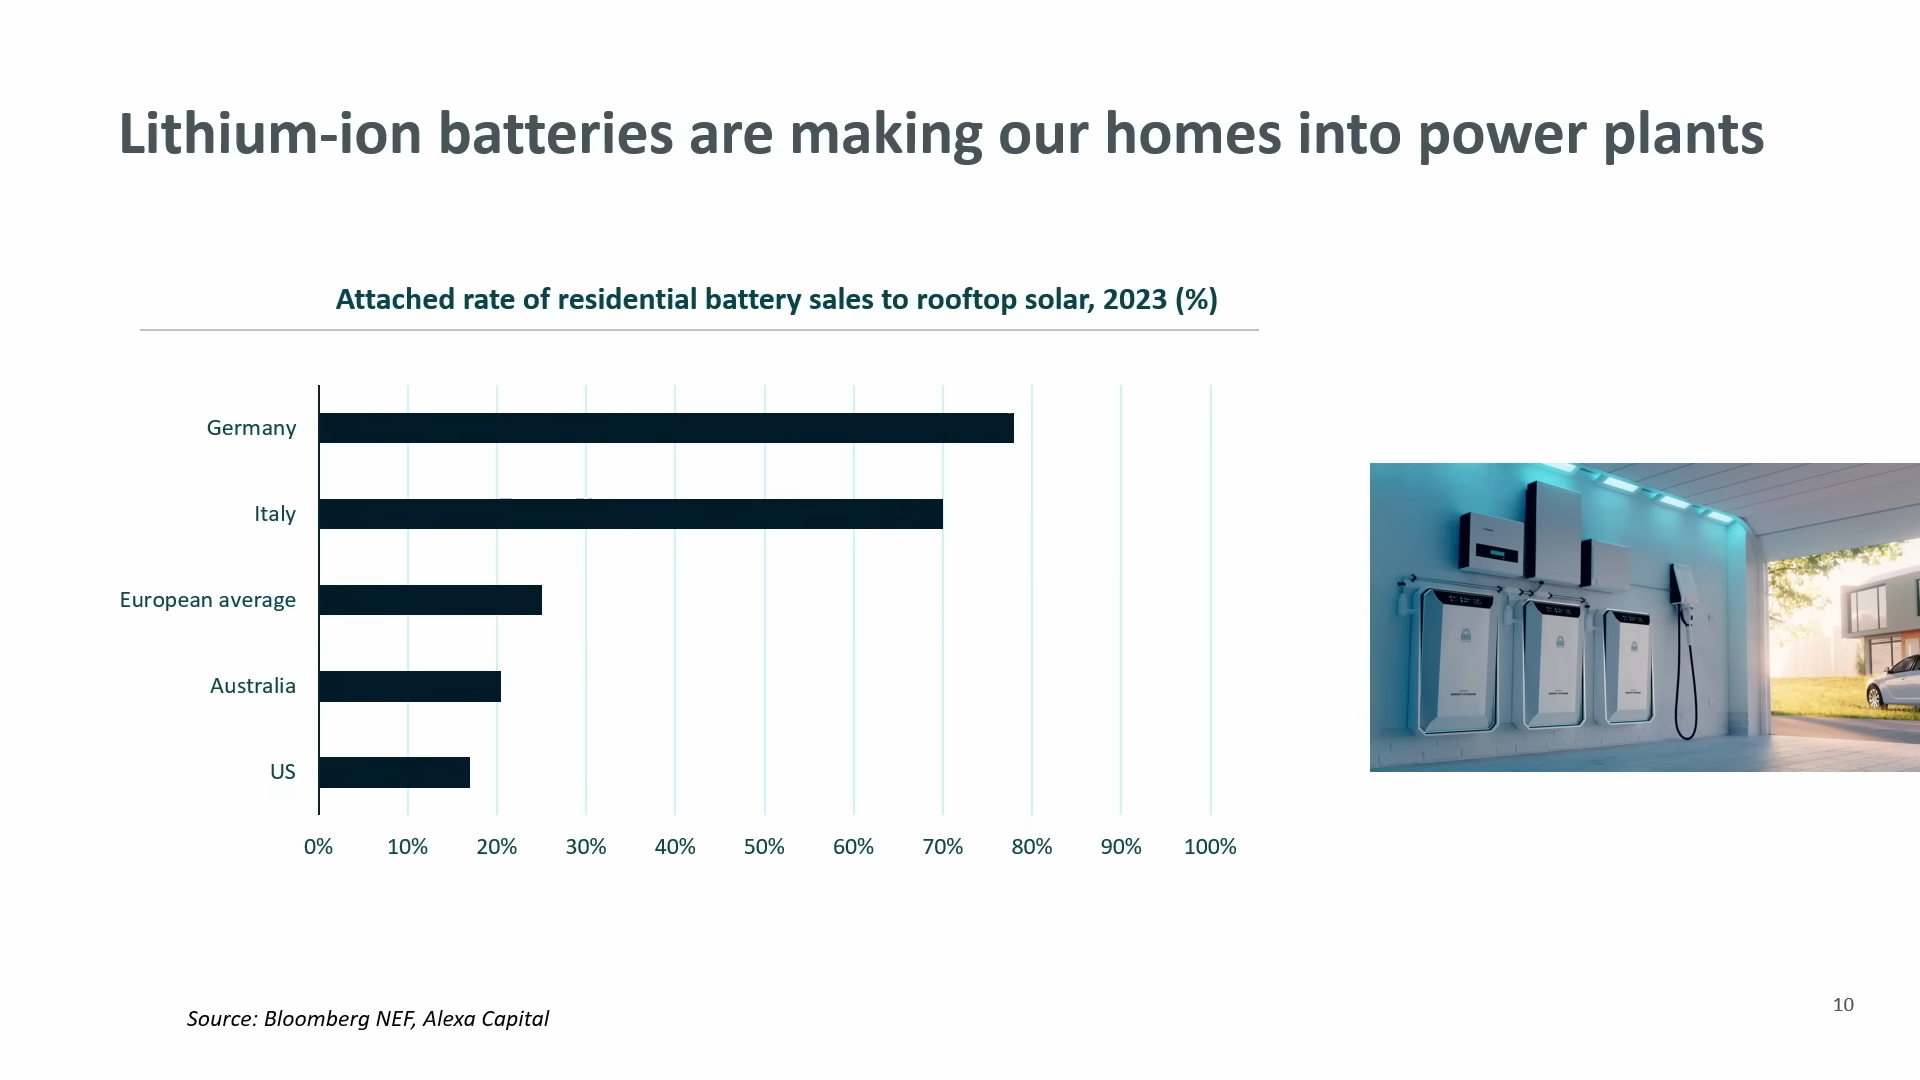 Lithium-ion batteries are making our homes into power plants
Attached rate of residential battery sales to rooftop solar, 2023 (%)
Germany
Italy
European average
Australia
US
0% 10% 20% 30% 40% 50% 60% 70% 80% 90% 100%
Source: Bloomberg NEF, Alexa Capital
10